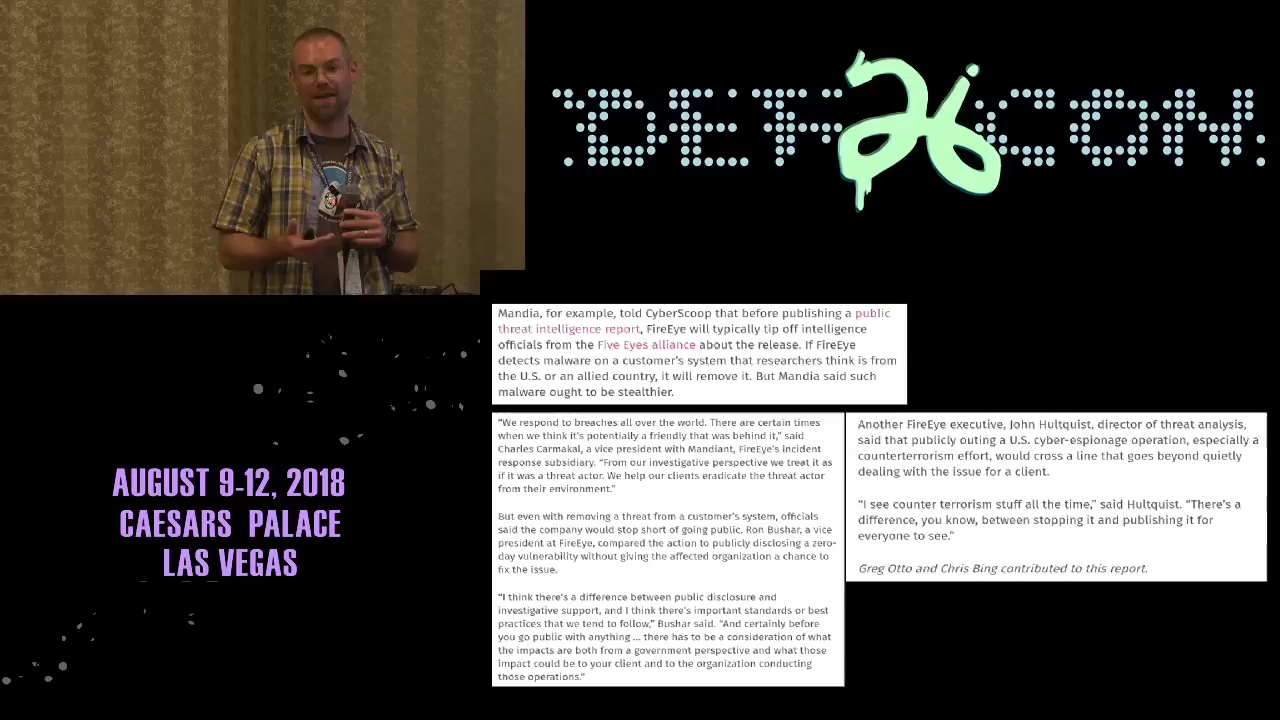 DEF 26 CON
Mandia, for example, told CyberScoop that before publishing a public
threat intelligence report, FireEye will typically tip off intelligence
officials from the Five Eyes alliance about the release. If FireEye
detects malware on a customer's system that researchers think is from
the U.S. or an allied country, it will remove it. But Mandia said such
malware ought to be stealthier.
"We respond to breaches all over the world. There are certain times
when we think it's potentially a friendly that was behind it," said
Charles Carmakal, a vice president with Mandiant, FireEye's incident
response subsidiary. "From our investigative perspective we treat it as
if it was a threat actor. We help our clients eradicate the threat actor
from their environment."
But even with removing a threat from a customer's system, officials
said the company would stop short of going public. Ron Bushar, a vice
president at FireEye, compared the action to publicly disclosing a zero-
day vulnerability without giving the affected organization a chance to
fix the issue.
"I think there's a difference between public disclosure and
investigative support, and I think there's important standards or best
practices that we tend to follow," Bushar said. "And certainly before
you go public with anything ... there has to be a consideration of what
the impacts are both from a government perspective and what those
impact could be to your client and to the organization conducting
those operations."
Another FireEye executive, John Hultquist, director of threat analysis,
said that publicly outing a U.S. cyber-espionage operation, especially a
counterterrorism effort, would cross a line that goes beyond quietly
dealing with the issue for a client.
"I see counter terrorism stuff all the time," said Hultquist. "There's a
difference, you know, between stopping it and publishing it for
everyone to see."
Greg Otto and Chris Bing contributed to this report.
AUGUST 9-12, 2018
CAESARS PALACE
LAS VEGAS